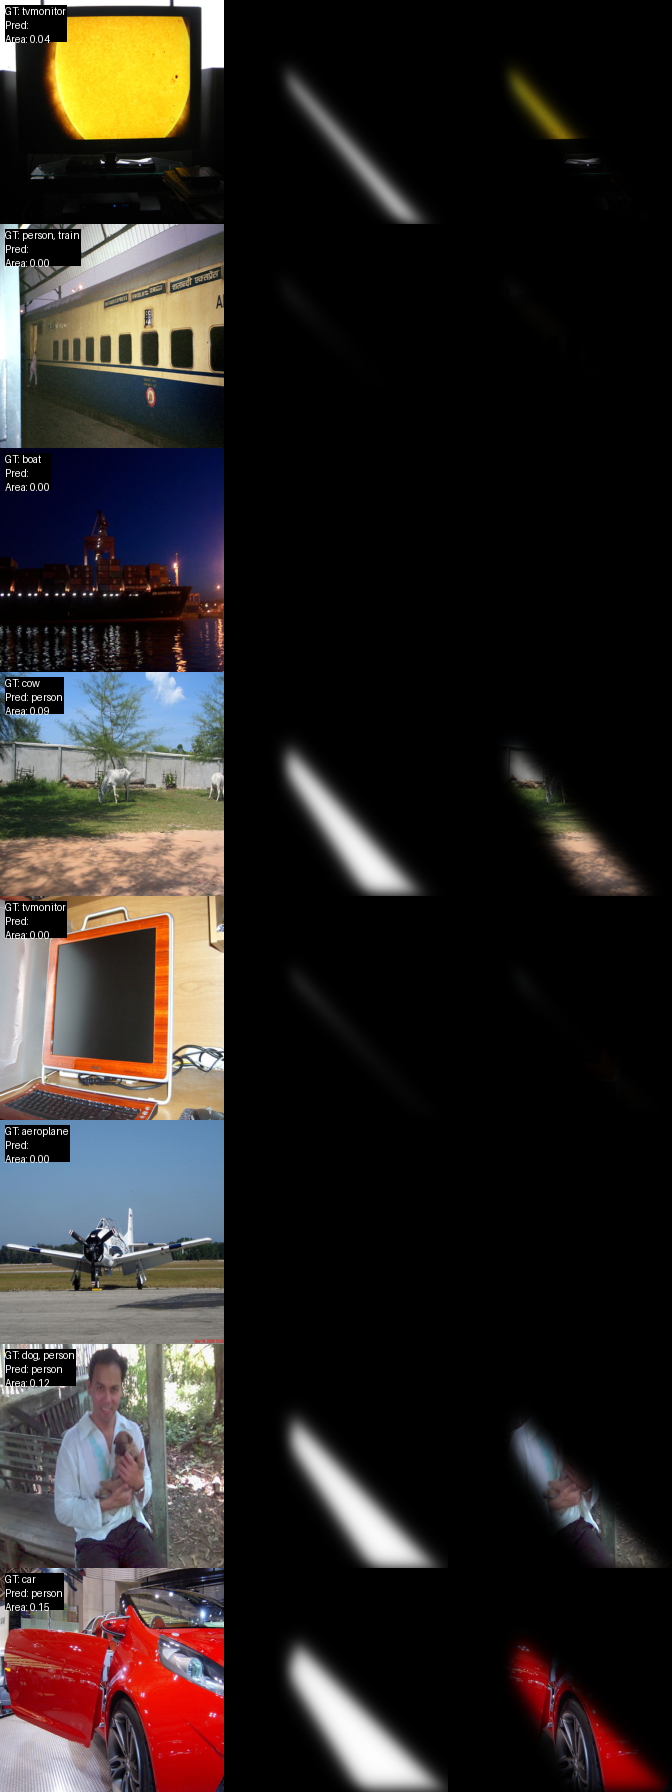 GT: tvmonitor
Pred:
Area: 0.04
GT: person, train
Pred:
Area: 0.00
GT: boat
Pred:
Area: 0.00
GT: cow
Pred: person
Area: 0.09
GT: tvmonitor
Pred:
Area: 0.00
GT: aeroplane
Pred:
Area: 0.00
GT: dog, person
Pred: person
Area: 0.12
GT: car
Pred: person
Area: 0.15